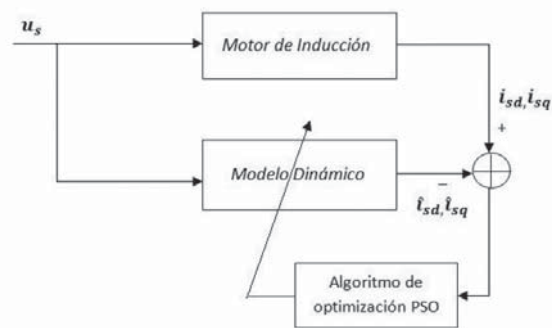 u_s
Motor de Inducción
i_sd,i_sq
+
Modelo Dinámico
−
î_sd,î_sq
Algoritmo de
optimización PSO